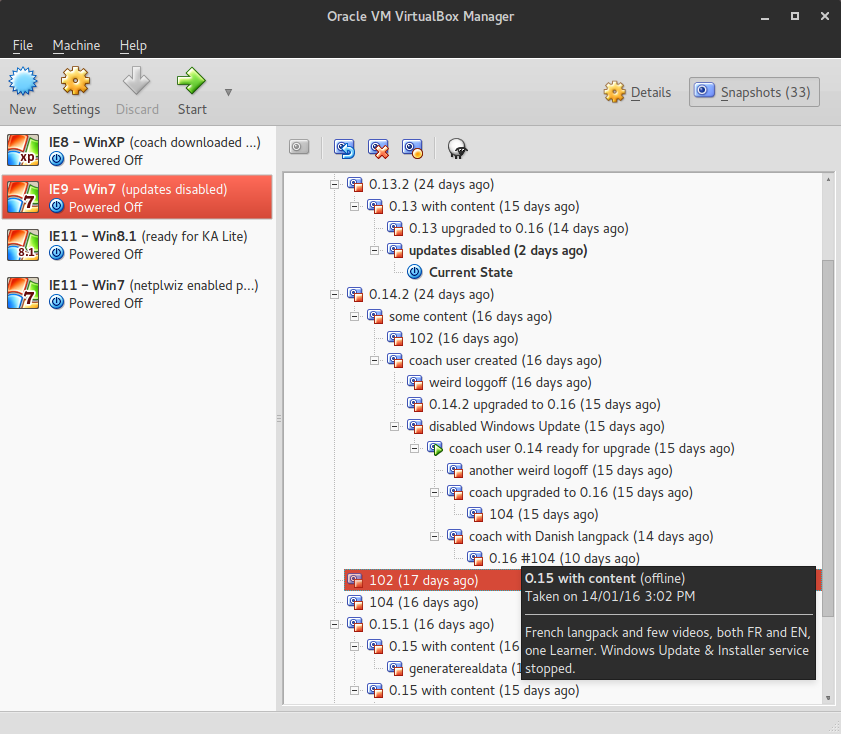 Oracle VM VirtualBox Manager
File Machine Help
New Settings Discard Start
Details Snapshots (33)
IE8 – WinXP (coach downloaded ...)
Powered Off
IE9 – Win7 (updates disabled)
Powered Off
IE11 – Win8.1 (ready for KA Lite)
Powered Off
IE11 – Win7 (netplwiz enabled p...)
Powered Off
0.13.2 (24 days ago)
0.13 with content (15 days ago)
0.13 upgraded to 0.16 (14 days ago)
updates disabled (2 days ago)
Current State
0.14.2 (24 days ago)
some content (16 days ago)
102 (16 days ago)
coach user created (16 days ago)
weird loggoff (16 days ago)
0.14.2 upgraded to 0.16 (15 days ago)
disabled Windows Update (15 days ago)
coach user 0.14 ready for upgrade (15 days ago)
another weird logoff (15 days ago)
coach upgraded to 0.16 (15 days ago)
104 (15 days ago)
coach with Danish langpack (14 days ago)
0.16 #104 (10 days ago)
102 (17 days ago)
104 (16 days ago)
0.15.1 (16 days ago)
0.15 with content (16
generaterealdata (1
0.15 with content (15 days ago)
0.15 with content (offline)
Taken on 14/01/16 3:02 PM
French langpack and few videos, both FR and EN,
one Learner. Windows Update & Installer service
stopped.